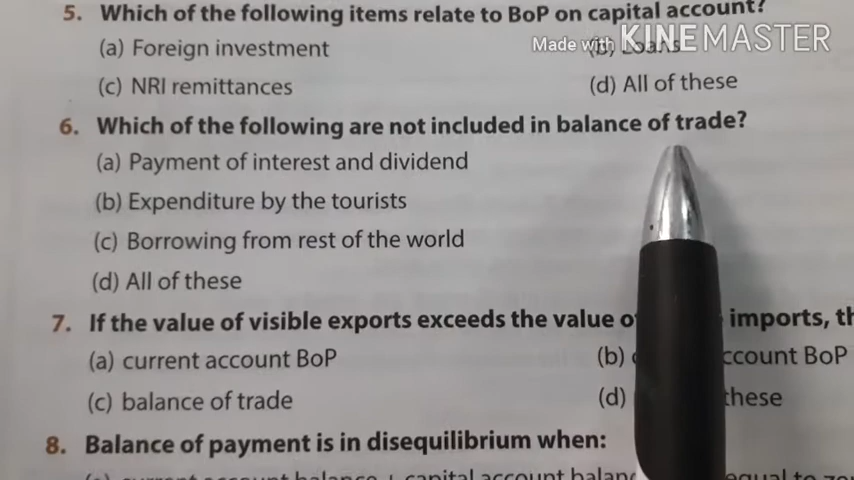 5. Which of the following items relate to BoP on capital account?
(a) Foreign investment
Made with KINEMASTER
(b) Loans
(c) NRI remittances
(d) All of these
6. Which of the following are not included in balance of trade?
(a) Payment of interest and dividend
(b) Expenditure by the tourists
(c) Borrowing from rest of the world
(d) All of these
7. If the value of visible exports exceeds the value imports, th
(a) current account BoP
(b) ccount BoP
(c) balance of trade
(d) these
8. Balance of payment is in disequilibrium when: